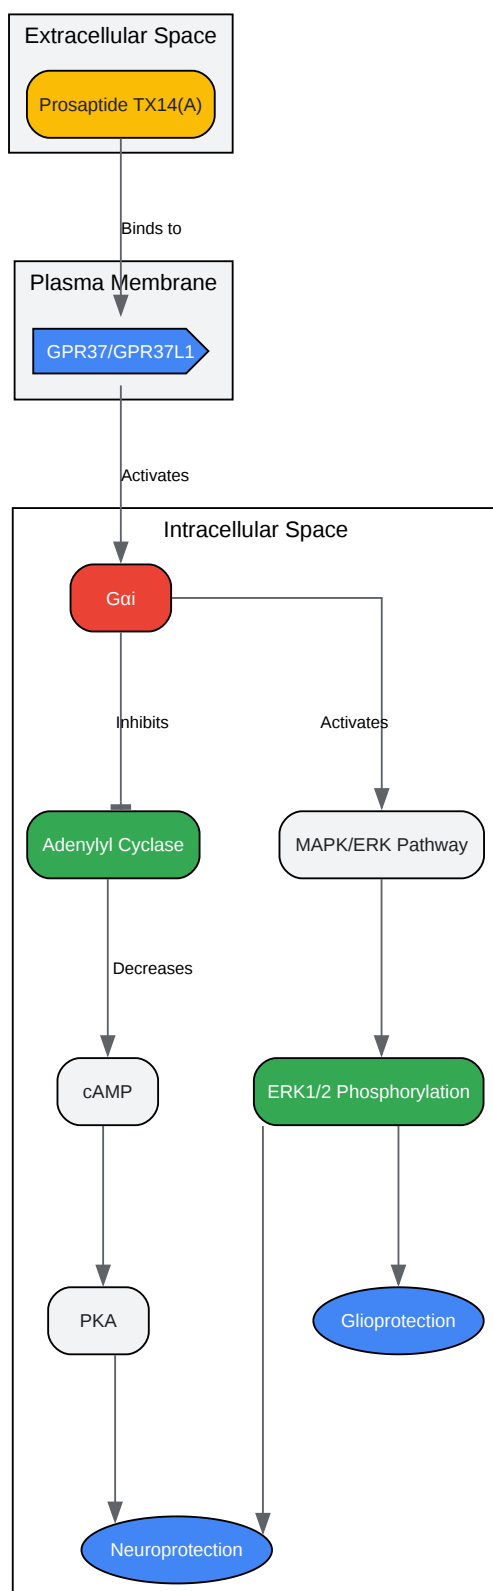 Extracellular Space
Prosaptide TX14(A)
Binds to
Plasma Membrane
GPR37/GPR37L1
Activates
Intracellular Space
Gαi
Inhibits
Activates
Adenylyl Cyclase
MAPK/ERK Pathway
Decreases
cAMP
ERK1/2 Phosphorylation
PKA
Glioprotection
Neuroprotection